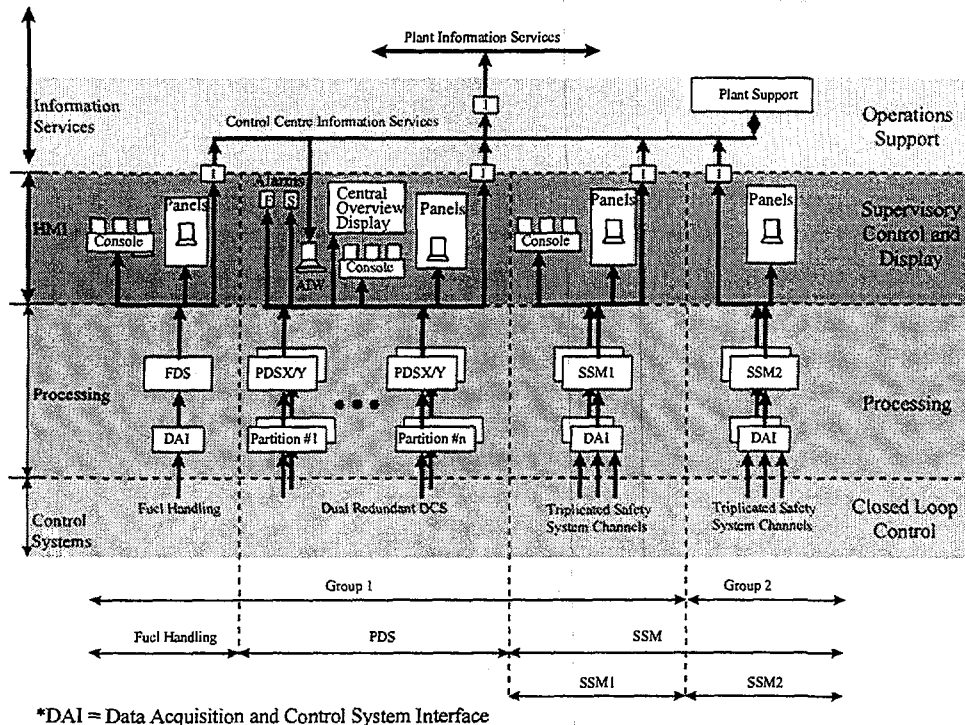 Plant Information Services
I
Plant Support
Information
Services
Control Centre Information Services
Operations
Support
I
I
I
I
Alarms
F
S
HMI
Console
Panels
Central
Overview
Display
AIW
Console
Panels
Console
Panels
Panels
Supervisory
Control and
Display
FDS
PDSX/Y
PDSX/Y
SSM1
SSM2
Processing
Processing
DAI
Partition #1
Partition #n
DAI
DAI
Control
Systems
Fuel Handling
Dual Redundant DCS
Triplicated Safety
System Channels
Triplicated Safety
System Channels
Closed Loop
Control
Group 1
Group 2
Fuel Handling
PDS
SSM
SSM1
SSM2
*DAI = Data Acquisition and Control System Interface